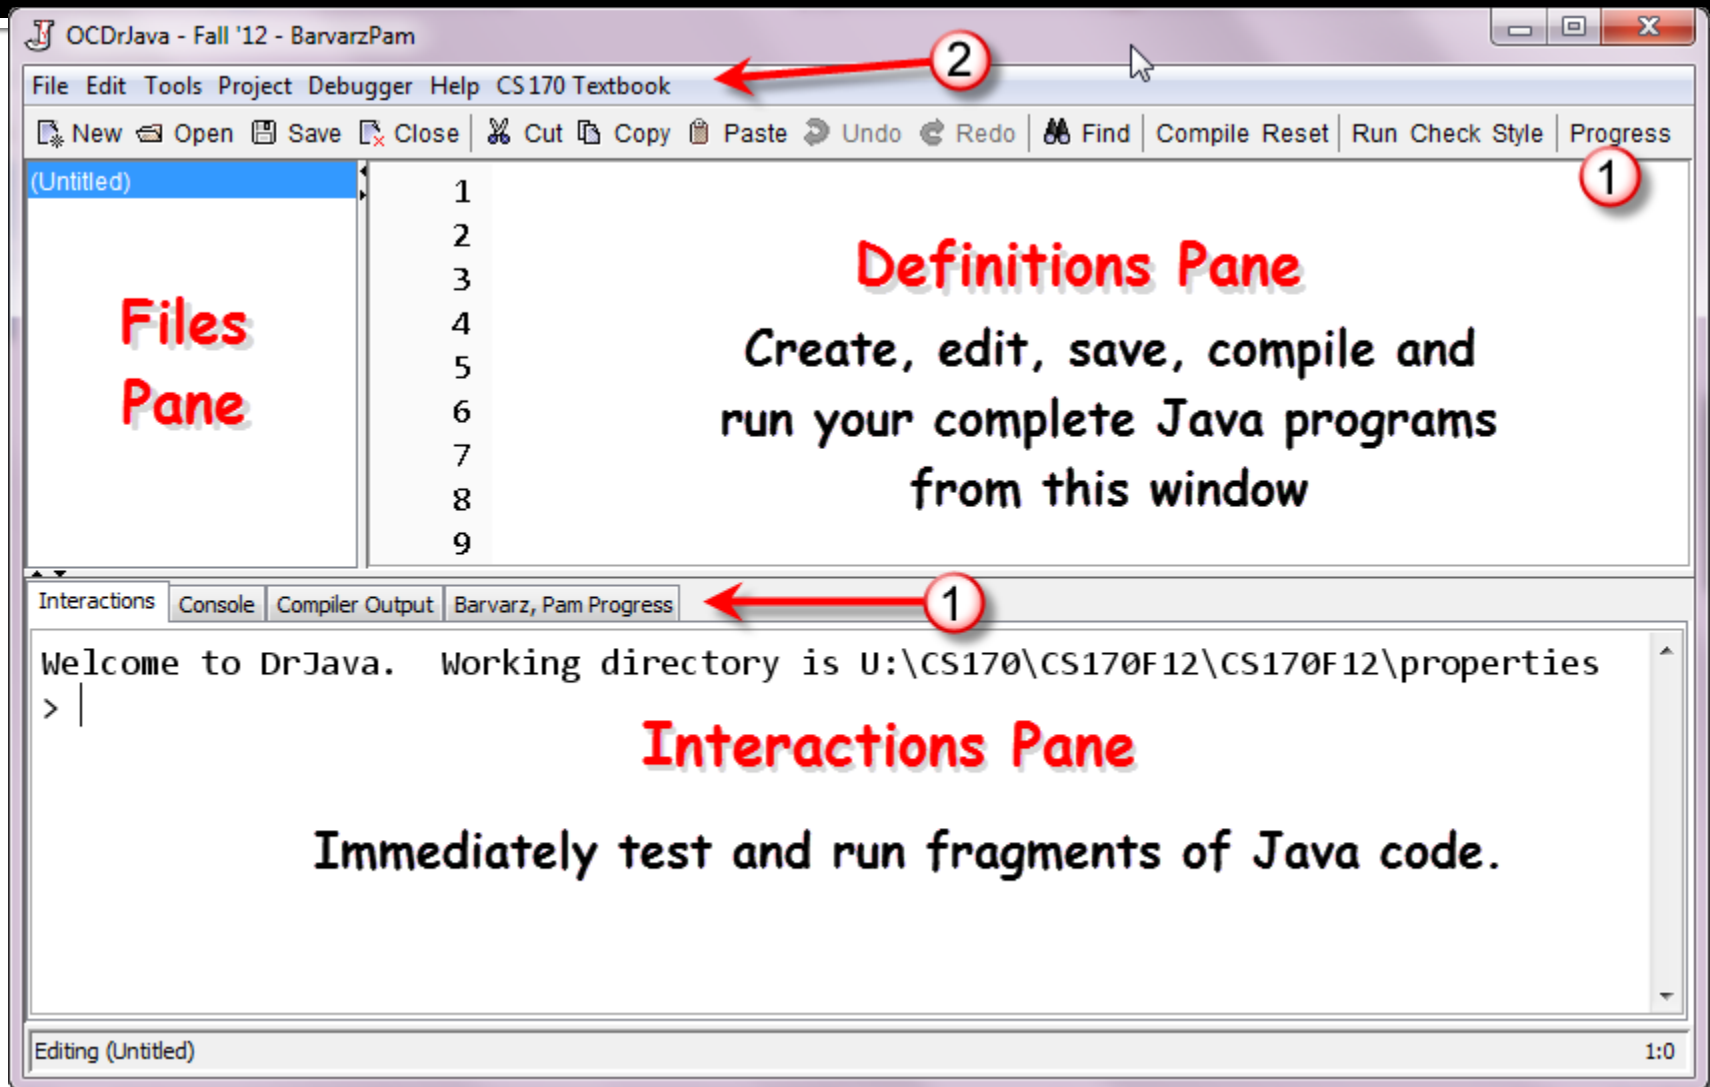 OCDrJava - Fall '12 - BarvarzPam
2
File Edit Tools Project Debugger Help CS170 Textbook
New Open Save Close Cut Copy Paste Undo Redo Find Compile Reset Run Check Style Progress
1
(Untitled)
Files
Pane
1
2
3
4
5
6
7
8
9
Definitions Pane
Create, edit, save, compile and
run your complete Java programs
from this window
Interactions Console Compiler Output Barvarz, Pam Progress
1
Welcome to DrJava.  Working directory is U:\CS170\CS170F12\CS170F12\properties
>
Interactions Pane
Immediately test and run fragments of Java code.
Editing (Untitled) 1:0